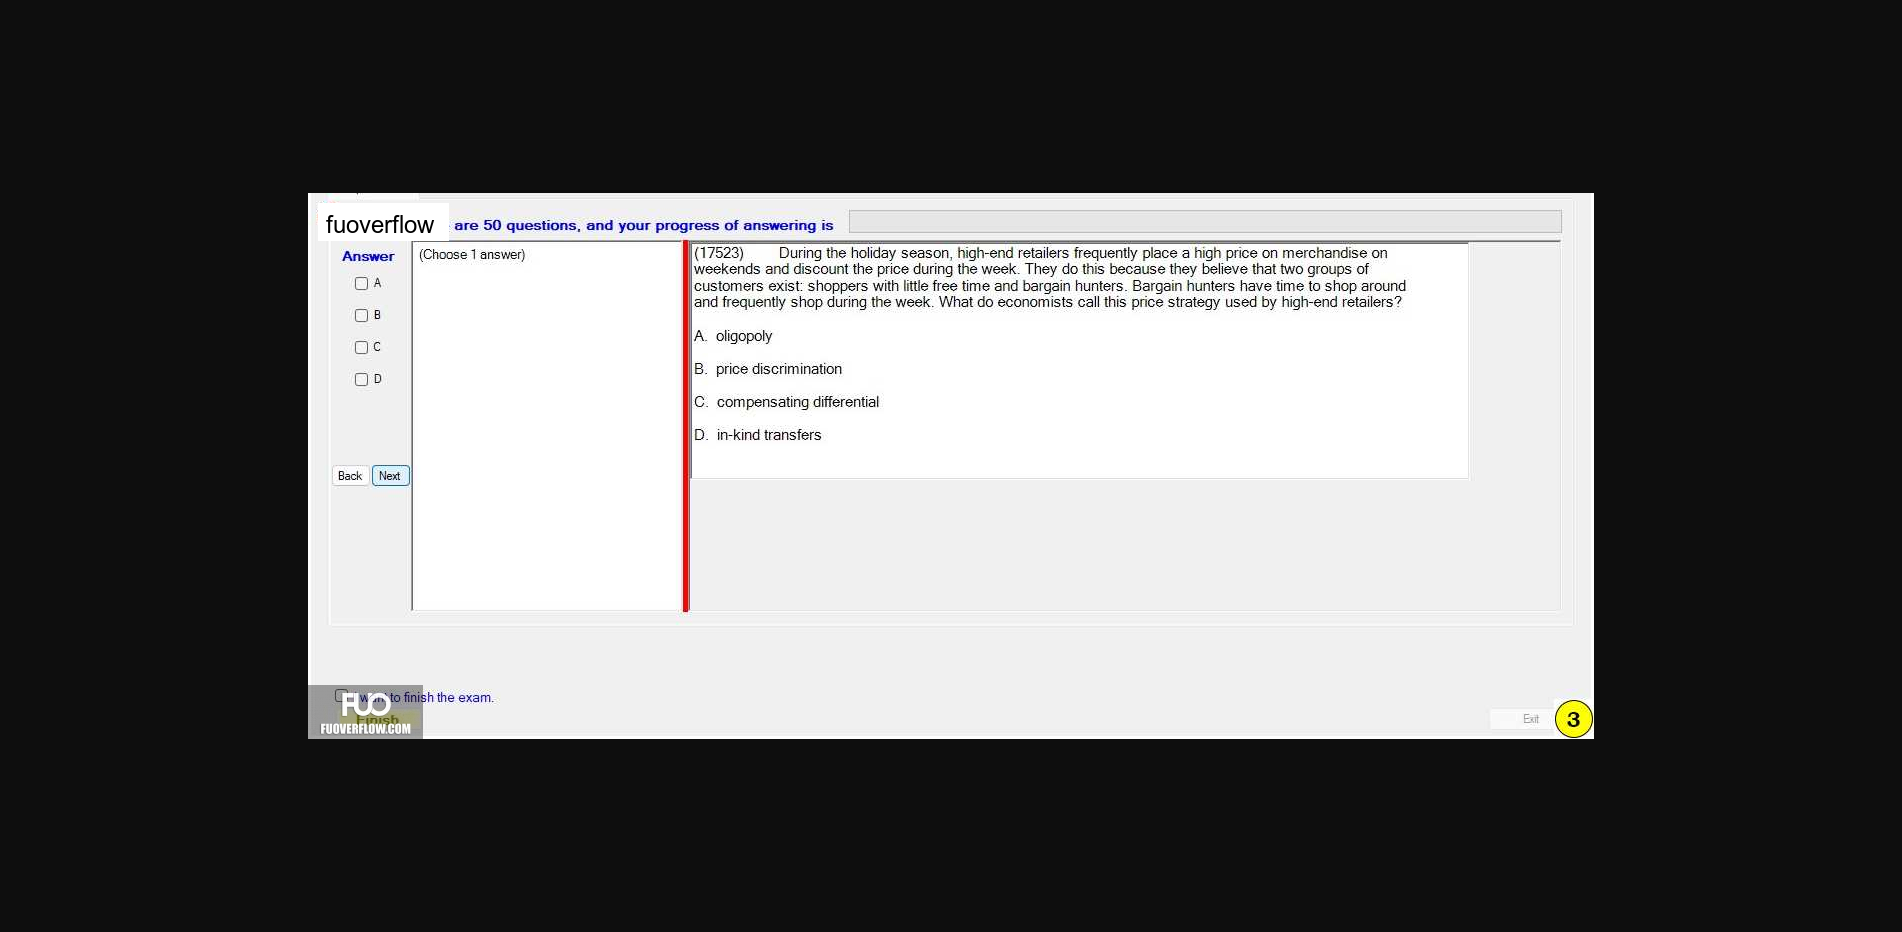 fuoverflow are 50 questions, and your progress of answering is
Answer
(Choose 1 answer)
A
B
C
D
Back Next
(17523) During the holiday season, high-end retailers frequently place a high price on merchandise on
weekends and discount the price during the week. They do this because they believe that two groups of
customers exist: shoppers with little free time and bargain hunters. Bargain hunters have time to shop around
and frequently shop during the week. What do economists call this price strategy used by high-end retailers?
A. oligopoly
B. price discrimination
C. compensating differential
D. in-kind transfers
want to finish the exam.
FUO
Finish
FUOVERFLOW.COM
Exit
3